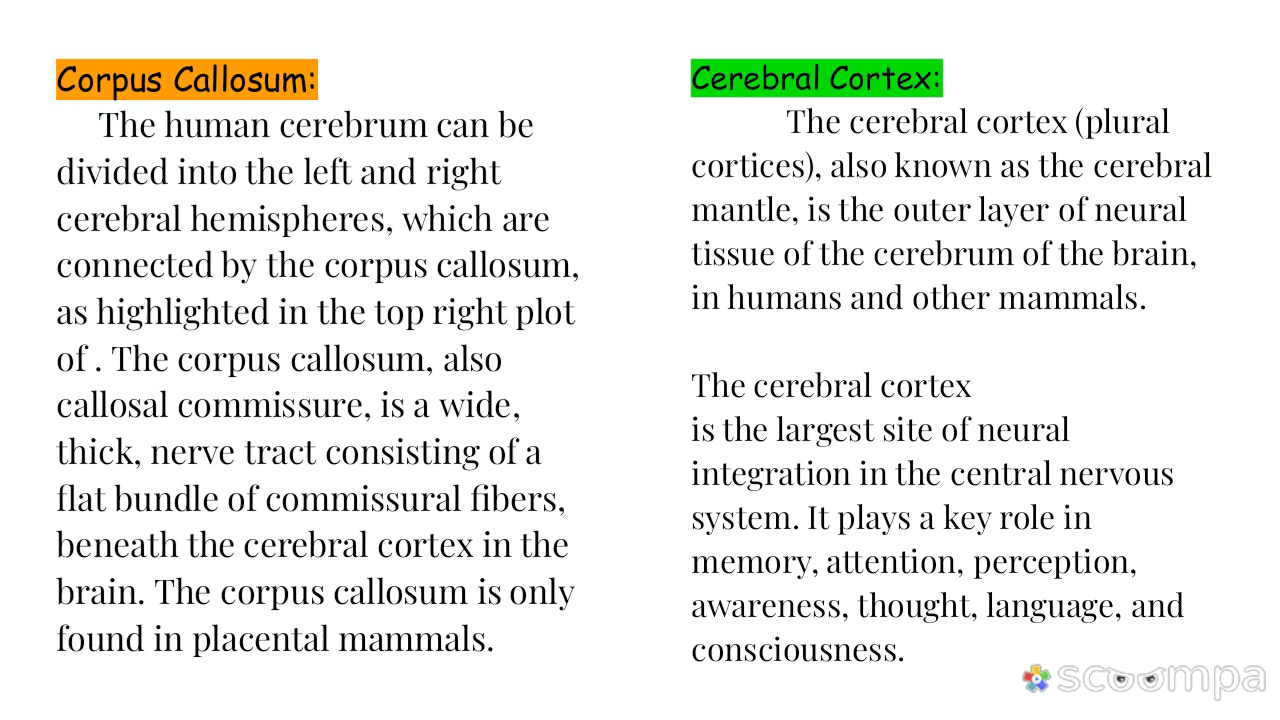 Corpus Callosum:
The human cerebrum can be
divided into the left and right
cerebral hemispheres, which are
connected by the corpus callosum,
as highlighted in the top right plot
of . The corpus callosum, also
callosal commissure, is a wide,
thick, nerve tract consisting of a
flat bundle of commissural fibers,
beneath the cerebral cortex in the
brain. The corpus callosum is only
found in placental mammals.
Cerebral Cortex:
The cerebral cortex (plural
cortices), also known as the cerebral
mantle, is the outer layer of neural
tissue of the cerebrum of the brain,
in humans and other mammals.
The cerebral cortex
is the largest site of neural
integration in the central nervous
system. It plays a key role in
memory, attention, perception,
awareness, thought, language, and
consciousness.
scoompa